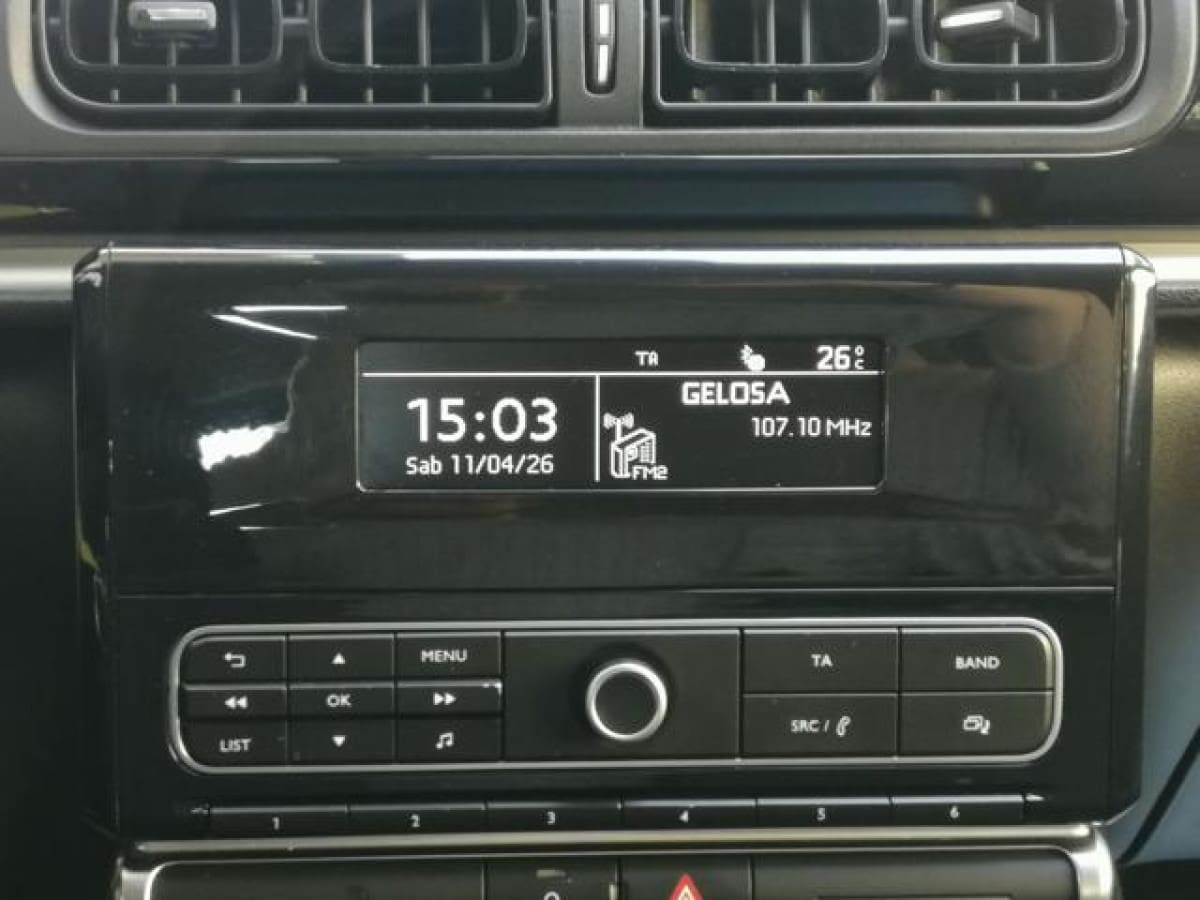 TA 26°C
15:03
Sab 11/04/26
GELOSA
107.10 MHz
FM2
MENU
OK
LIST
TA
BAND
SRC /
1 2 3 4 5 6